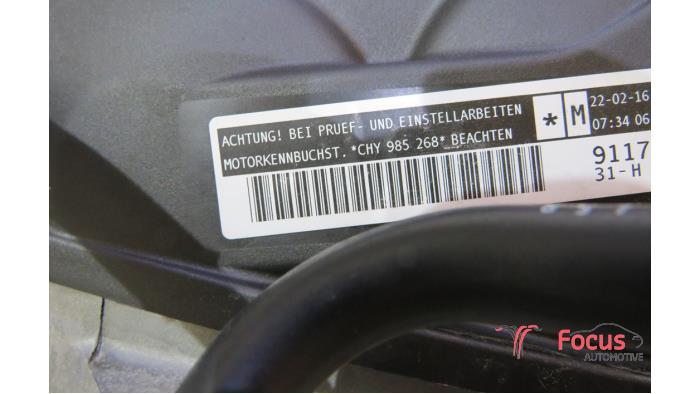 ACHTUNG! BEI PRUEF- UND EINSTELLARBEITEN
MOTORKENNBUCHST. *CHY 985 268* BEACHTEN
* M
22-02-16
07:34 06
9117
31-H
Focus
AUTOMOTIVE